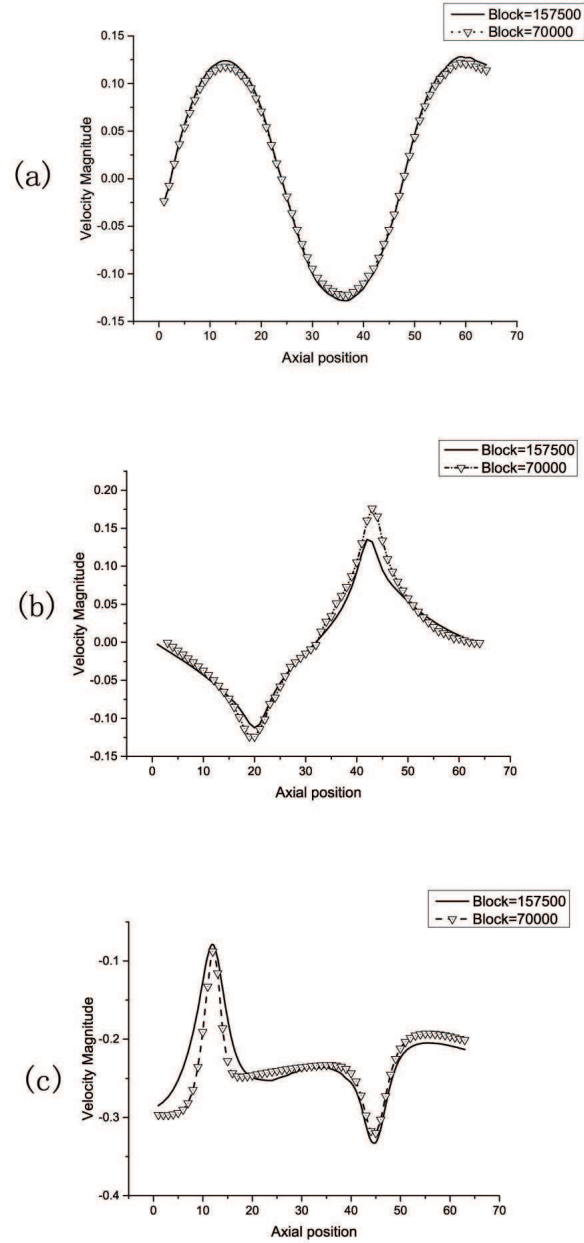 Block=157500
Block=70000
0.15
0.10
0.05
0.00
-0.05
-0.10
-0.15
Velocity Magnitude
(a)
0 10 20 30 40 50 60 70
Axial position
Block=157500
Block=70000
0.20
0.15
0.10
0.05
0.00
-0.05
-0.10
-0.15
Velocity Magnitude
(b)
0 10 20 30 40 50 60 70
Axial position
Block=157500
Block=70000
-0.1
-0.2
-0.3
-0.4
Velocity Magnitude
(c)
0 10 20 30 40 50 60 70
Axial position